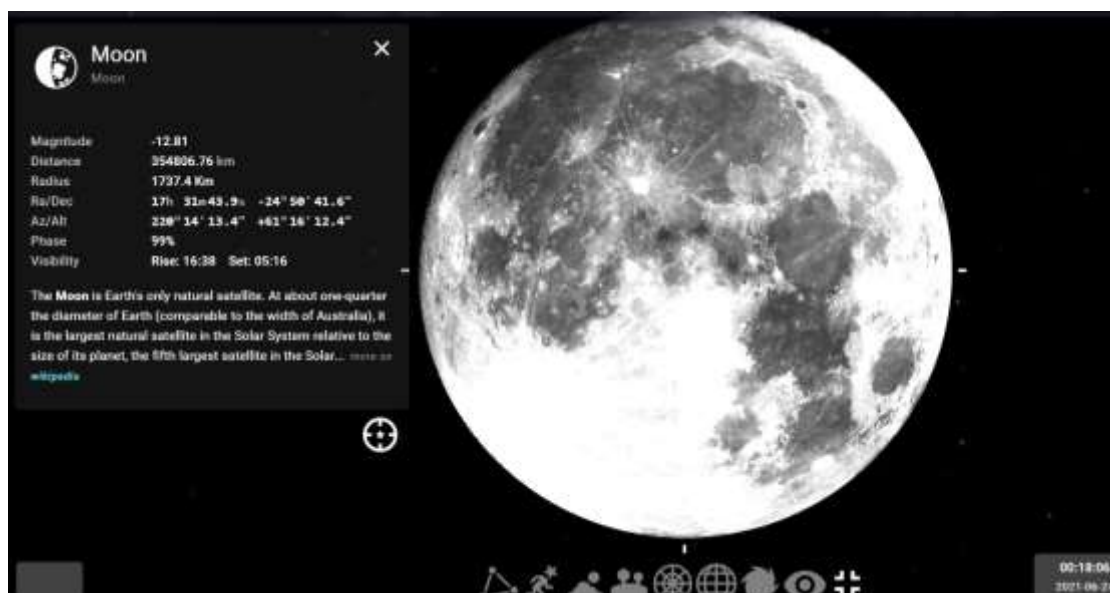 Moon
Moon
Magnitude -12.81
Distance 354806.76 km
Radius 1737.4 Km
Ra/Dec 17h 31m43.9s -24°50'41.6"
Az/Alt 220°14'13.4" +61°16'12.4"
Phase 99%
Visibility Rise: 16:38 Set: 05:16
The Moon is Earth's only natural satellite. At about one-quarter
the diameter of Earth (comparable to the width of Australia), it
is the largest natural satellite in the Solar System relative to the
size of its planet, the fifth largest satellite in the Solar... more on
wikipedia
00:18:06